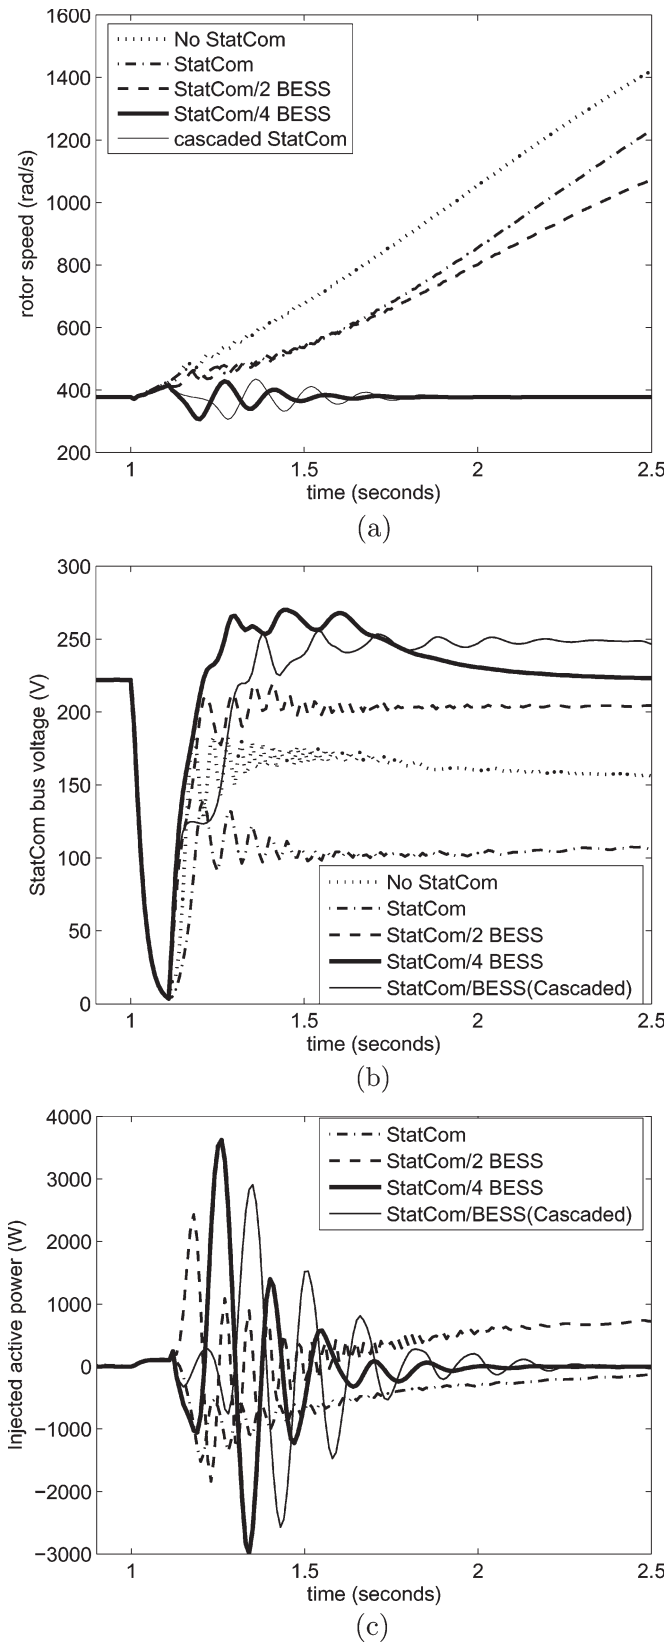 1600
1400
1200
1000
800
600
400
200
rotor speed (rad/s)
No StatCom
StatCom
StatCom/2 BESS
StatCom/4 BESS
cascaded StatCom
1
1.5
2
2.5
time (seconds)
(a)
300
250
200
150
100
50
0
StatCom bus voltage (V)
No StatCom
StatCom
StatCom/2 BESS
StatCom/4 BESS
StatCom/BESS(Cascaded)
1
1.5
2
2.5
time (seconds)
(b)
4000
3000
2000
1000
0
−1000
−2000
−3000
Injected active power (W)
StatCom
StatCom/2 BESS
StatCom/4 BESS
StatCom/BESS(Cascaded)
1
1.5
2
2.5
time (seconds)
(c)